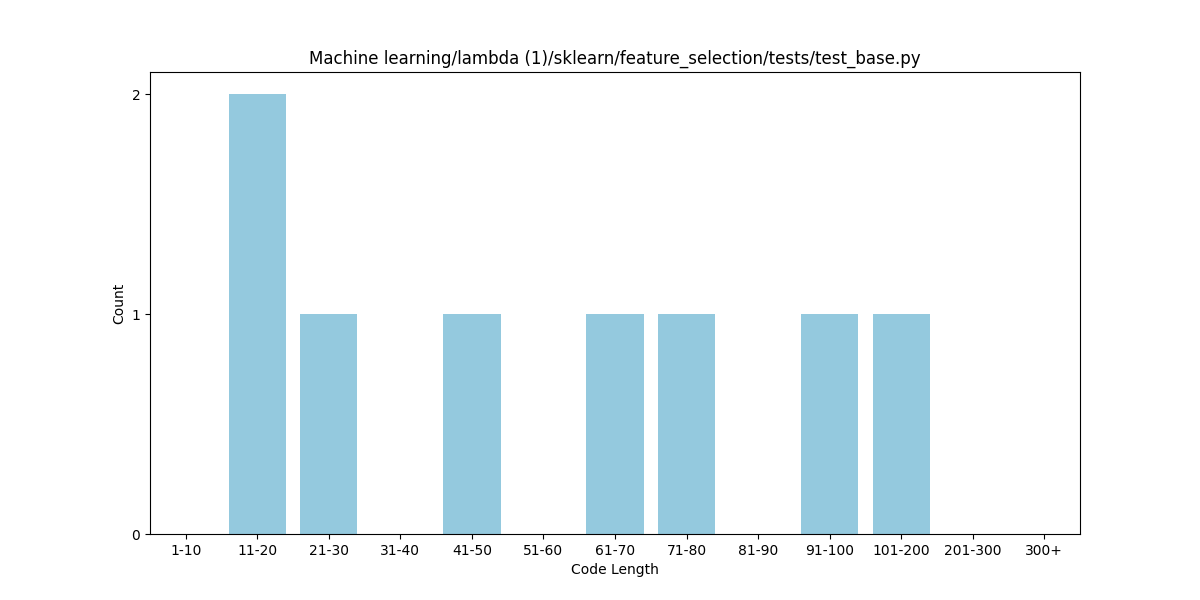 Machine learning/lambda (1)/sklearn/feature_selection/tests/test_base.py
Count
2
1
0
1-10 11-20 21-30 31-40 41-50 51-60 61-70 71-80 81-90 91-100 101-200 201-300 300+
Code Length